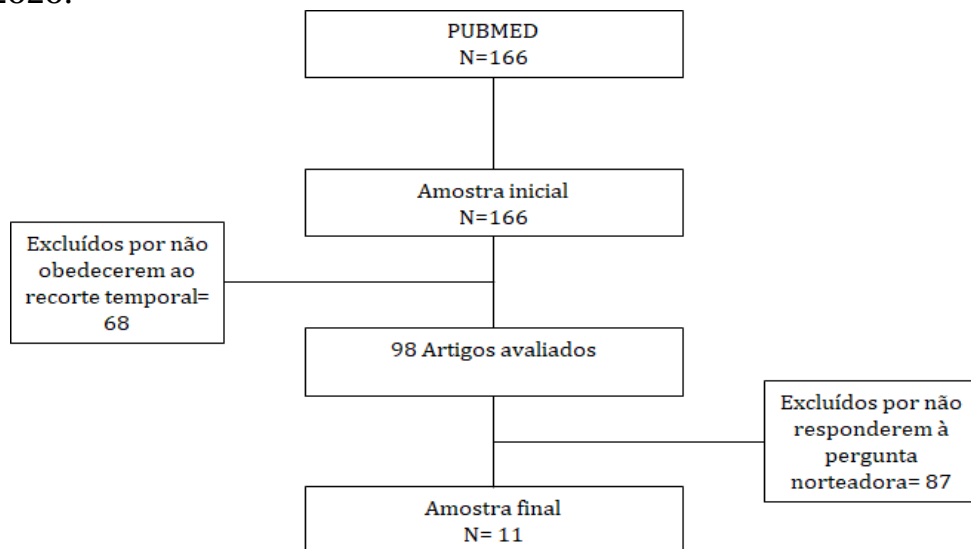 PUBMED
N=166
Amostra inicial
N=166
Excluídos por não
obedecerem ao
recorte temporal=
68
98 Artigos avaliados
Excluídos por não
responderem à
pergunta
norteadora= 87
Amostra final
N= 11